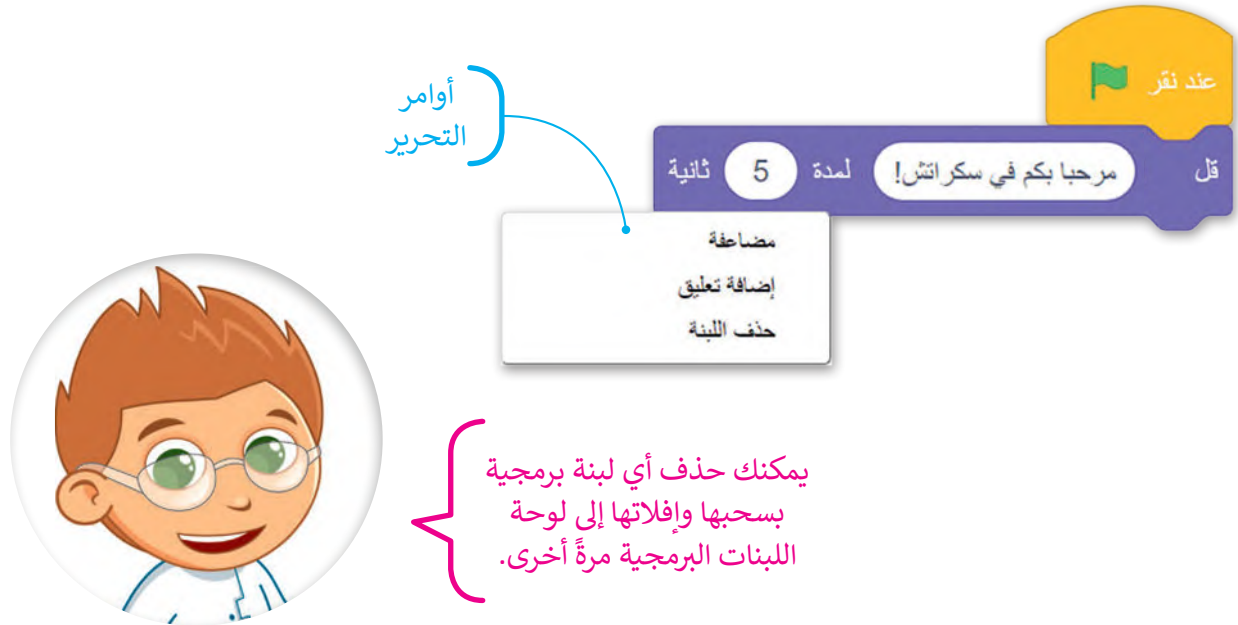 عند نقر
قل مرحبا بكم في سكراتش! لمدة 5 ثانية
أوامر
التحرير
مضاعفة
إضافة تعليق
حذف اللبنة
يمكنك حذف أي لبنة برمجية
بسحبها وإفلاتها إلى لوحة
اللبنات البرمجية مرةً أخرى.